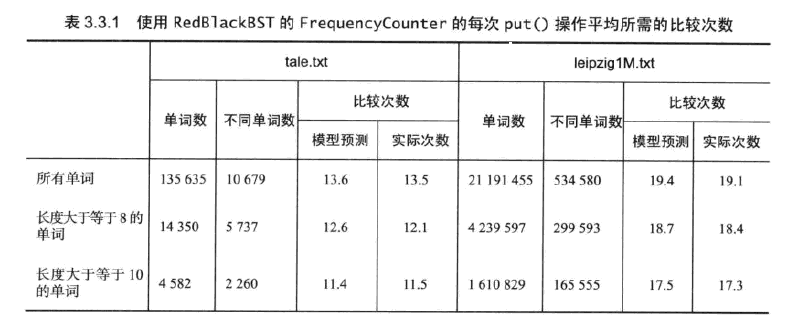 表 3.3.1 使用 RedBlackBST 的 FrequencyCounter 的每次 put() 操作平均所需的比较次数
tale.txt leipzig1M.txt
单词数 不同单词数 比较次数 单词数 不同单词数 比较次数
模型预测 实际次数 模型预测 实际次数
所有单词 135 635 10 679 13.6 13.5 21 191 455 534 580 19.4 19.1
长度大于等于 8 的
单词 14 350 5 737 12.6 12.1 4 239 597 299 593 18.7 18.4
长度大于等于 10
的单词 4 582 2 260 11.4 11.5 1 610 829 165 555 17.5 17.3